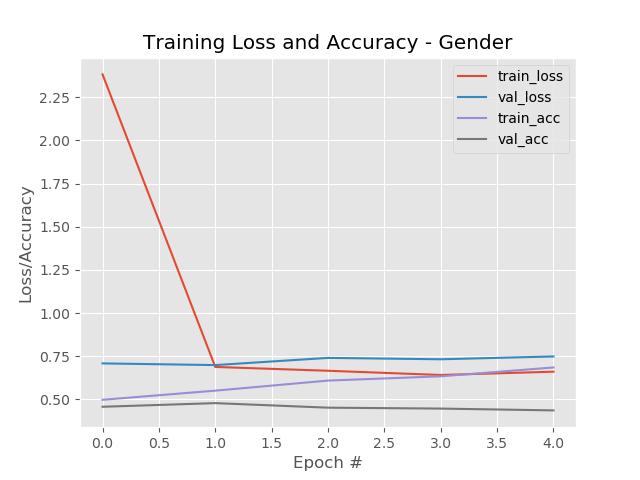 Training Loss and Accuracy - Gender
train_loss
val_loss
train_acc
val_acc
Loss/Accuracy
2.25
2.00
1.75
1.50
1.25
1.00
0.75
0.50
0.0 0.5 1.0 1.5 2.0 2.5 3.0 3.5 4.0
Epoch #